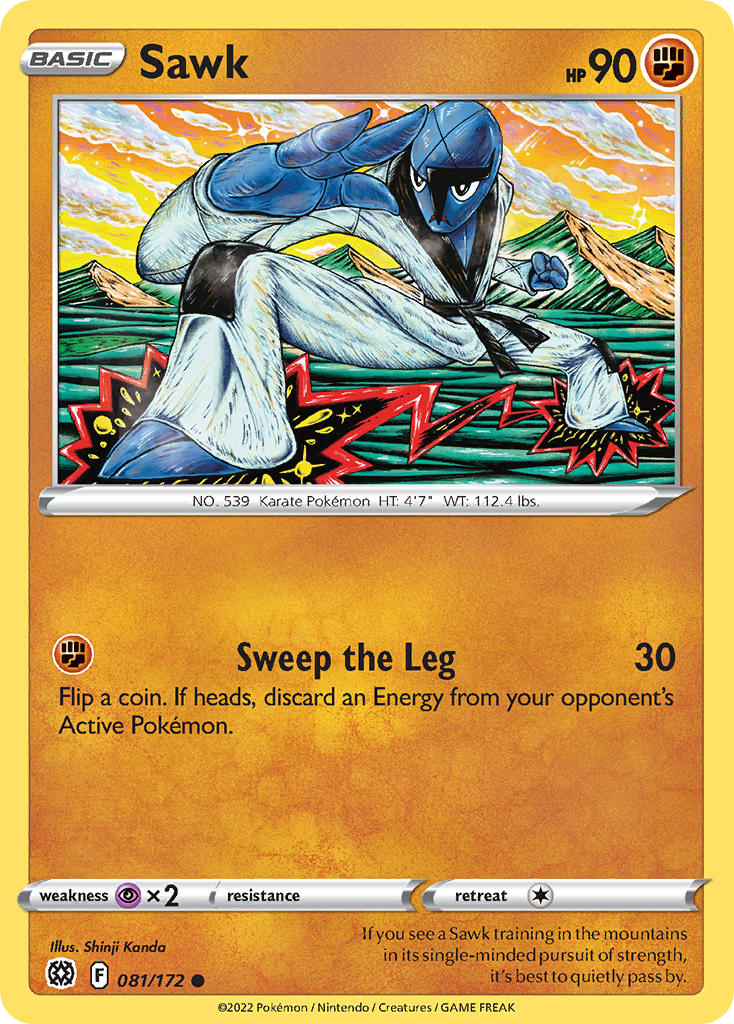 BASIC Sawk HP 90
NO. 539 Karate Pokémon HT: 4'7" WT: 112.4 lbs.
Sweep the Leg 30
Flip a coin. If heads, discard an Energy from your opponent's
Active Pokémon.
weakness ×2 resistance retreat
Illus. Shinji Kanda
If you see a Sawk training in the mountains
in its single-minded pursuit of strength,
it's best to quietly pass by.
F 081/172
©2022 Pokémon / Nintendo / Creatures / GAME FREAK